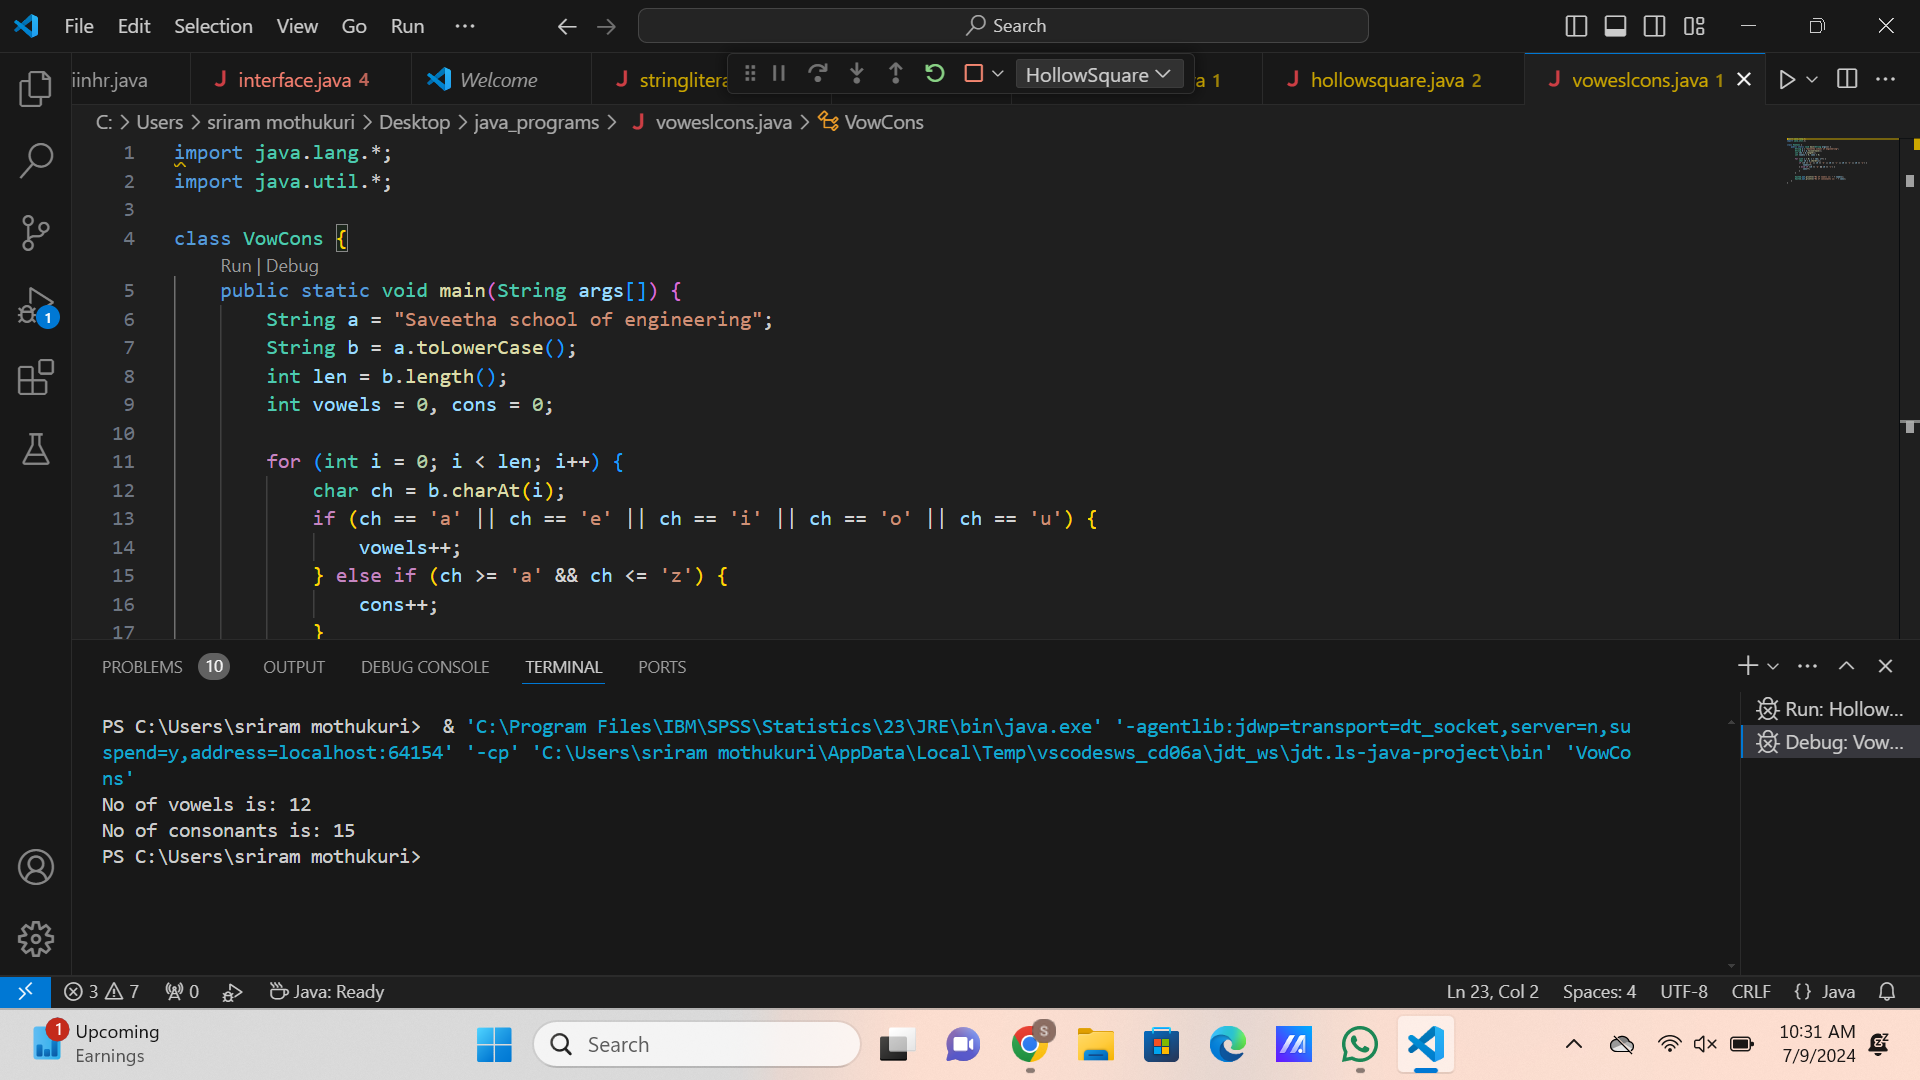 File Edit Selection View Go Run ··· Search
iinhr.java interface.java 4 Welcome stringlitera HollowSquare 1 hollowsquare.java 2 voweslcons.java 1
C: > Users > sriram mothukuri > Desktop > java_programs > voweslcons.java > VowCons
1 import java.lang.*;
2 import java.util.*;
3
4 class VowCons {
Run | Debug
5 public static void main(String args[]) {
6 String a = "Saveetha school of engineering";
7 String b = a.toLowerCase();
8 int len = b.length();
9 int vowels = 0, cons = 0;
10
11 for (int i = 0; i < len; i++) {
12 char ch = b.charAt(i);
13 if (ch == 'a' || ch == 'e' || ch == 'i' || ch == 'o' || ch == 'u') {
14 vowels++;
15 } else if (ch >= 'a' && ch <= 'z') {
16 cons++;
17 }
1
PROBLEMS 10 OUTPUT DEBUG CONSOLE TERMINAL PORTS
PS C:\Users\sriram mothukuri>  & 'C:\Program Files\IBM\SPSS\Statistics\23\JRE\bin\java.exe' '-agentlib:jdwp=transport=dt_socket,server=n,su
spend=y,address=localhost:64154' '-cp' 'C:\Users\sriram mothukuri\AppData\Local\Temp\vscodesws_cd06a\jdt_ws\jdt.ls-java-project\bin' 'VowCo
ns'
No of vowels is: 12
No of consonants is: 15
PS C:\Users\sriram mothukuri>
Run: Hollow...
Debug: Vow...
3 7 0 Java: Ready Ln 23, Col 2 Spaces: 4 UTF-8 CRLF {} Java
1 Upcoming
Earnings
Search
S
10:31 AM
7/9/2024